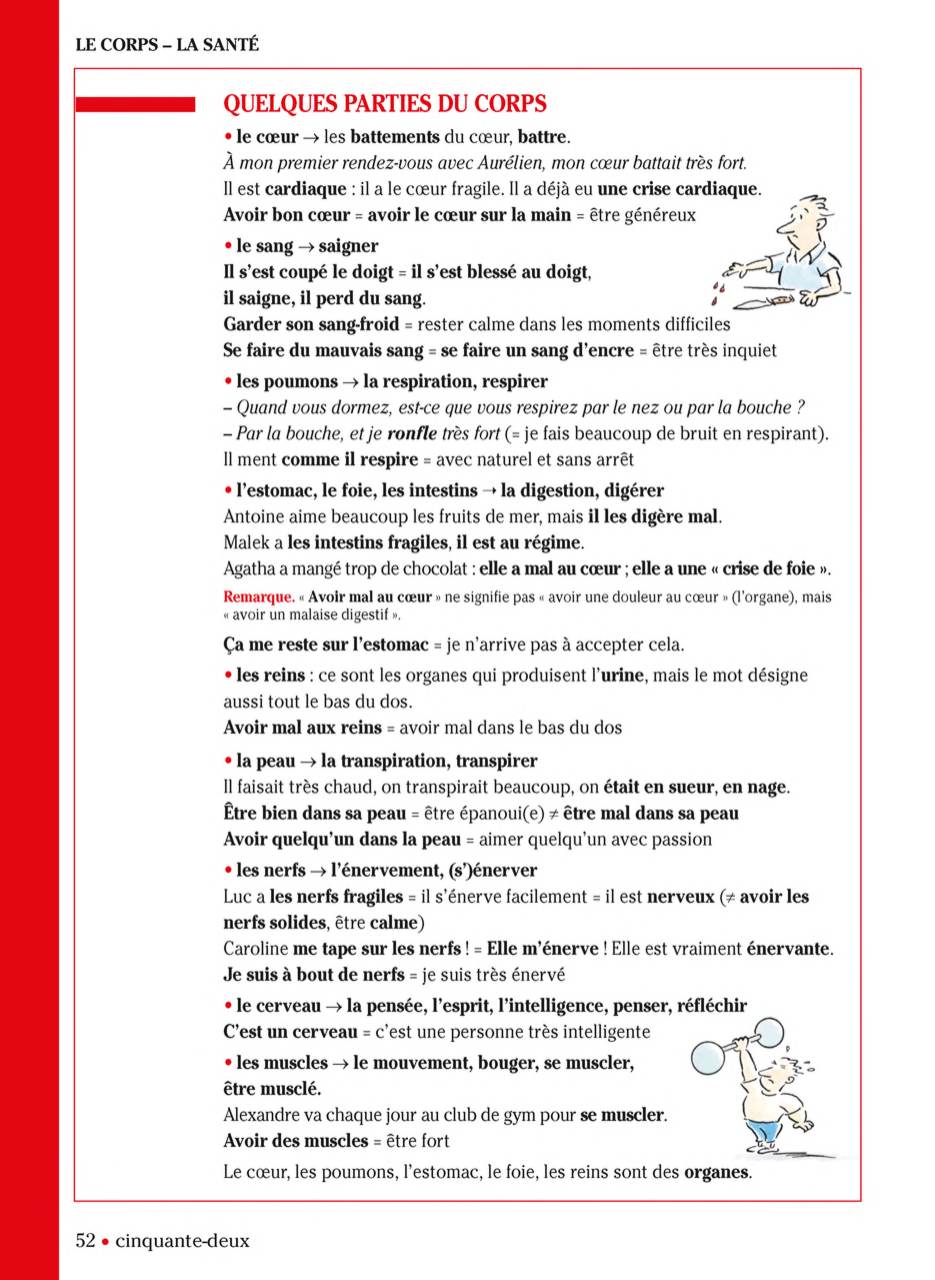 LE CORPS – LA SANTÉ
QUELQUES PARTIES DU CORPS
• le cœur → les battements du cœur, battre.
À mon premier rendez-vous avec Aurélien, mon cœur battait très fort.
Il est cardiaque : il a le cœur fragile. Il a déjà eu une crise cardiaque.
Avoir bon cœur = avoir le cœur sur la main = être généreux
• le sang → saigner
Il s’est coupé le doigt = il s’est blessé au doigt,
il saigne, il perd du sang.
Garder son sang-froid = rester calme dans les moments difficiles
Se faire du mauvais sang = se faire un sang d’encre = être très inquiet
• les poumons → la respiration, respirer
– Quand vous dormez, est-ce que vous respirez par le nez ou par la bouche ?
– Par la bouche, et je ronfle très fort (= je fais beaucoup de bruit en respirant).
Il ment comme il respire = avec naturel et sans arrêt
• l’estomac, le foie, les intestins → la digestion, digérer
Antoine aime beaucoup les fruits de mer, mais il les digère mal.
Malek a les intestins fragiles, il est au régime.
Agatha a mangé trop de chocolat : elle a mal au cœur ; elle a une « crise de foie ».
Remarque. « Avoir mal au cœur » ne signifie pas « avoir une douleur au cœur » (l’organe), mais
« avoir un malaise digestif ».
Ça me reste sur l’estomac = je n’arrive pas à accepter cela.
• les reins : ce sont les organes qui produisent l’urine, mais le mot désigne
aussi tout le bas du dos.
Avoir mal aux reins = avoir mal dans le bas du dos
• la peau → la transpiration, transpirer
Il faisait très chaud, on transpirait beaucoup, on était en sueur, en nage.
Être bien dans sa peau = être épanoui(e) ≠ être mal dans sa peau
Avoir quelqu’un dans la peau = aimer quelqu’un avec passion
• les nerfs → l’énervement, (s’)énerver
Luc a les nerfs fragiles = il s’énerve facilement = il est nerveux (≠ avoir les
nerfs solides, être calme)
Caroline me tape sur les nerfs ! = Elle m’énerve ! Elle est vraiment énervante.
Je suis à bout de nerfs = je suis très énervé
• le cerveau → la pensée, l’esprit, l’intelligence, penser, réfléchir
C’est un cerveau = c’est une personne très intelligente
• les muscles → le mouvement, bouger, se muscler,
être musclé.
Alexandre va chaque jour au club de gym pour se muscler.
Avoir des muscles = être fort
Le cœur, les poumons, l’estomac, le foie, les reins sont des organes.
52 • cinquante-deux